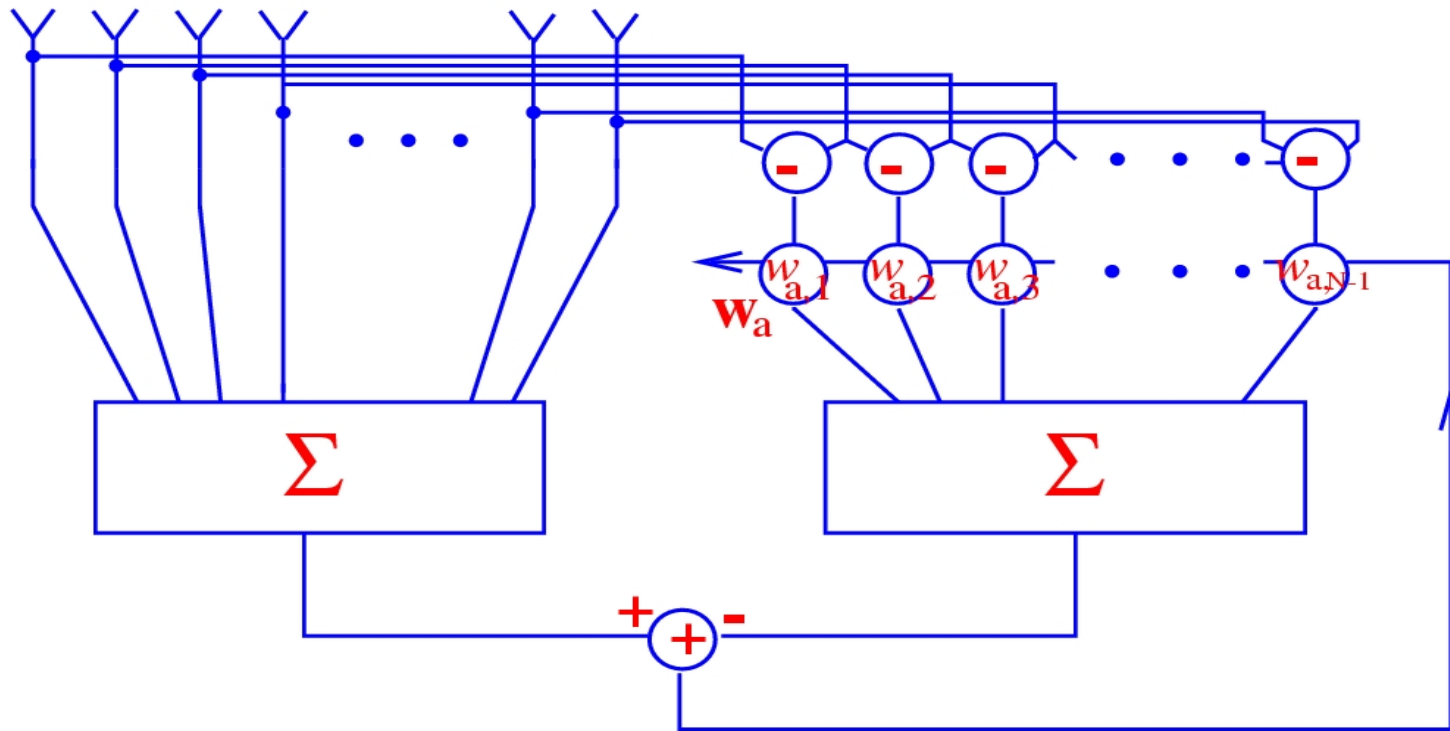 - - - -
w a,1 w a,2 w a,3 w a,N-1
w a
Σ Σ
+ + -